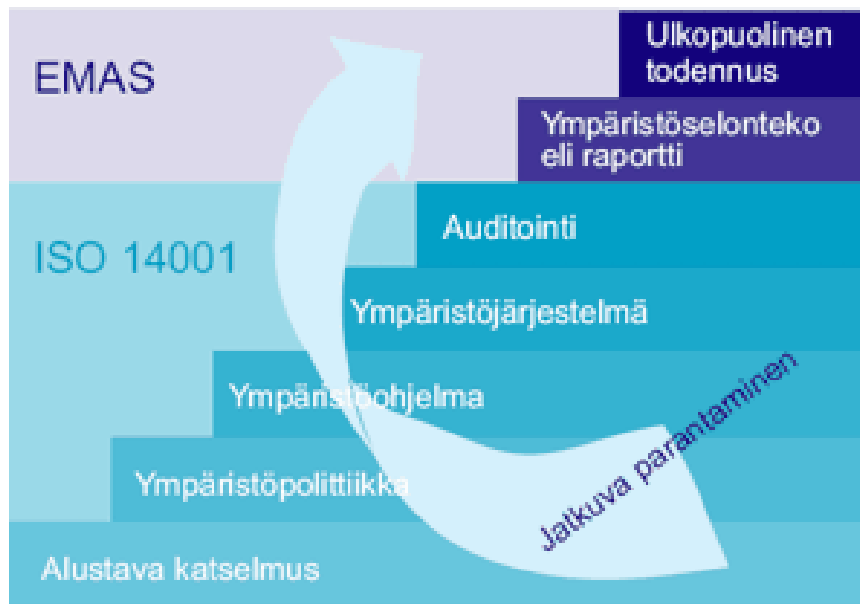 Ulkopuolinen
todennus
EMAS
Ympäristöselonteko
eli raportti
Auditointi
ISO 14001
Ympäristöjärjestelmä
Ympäristöohjelma
Jatkuva parantaminen
Ympäristöpolittiikka
Alustava katselmus